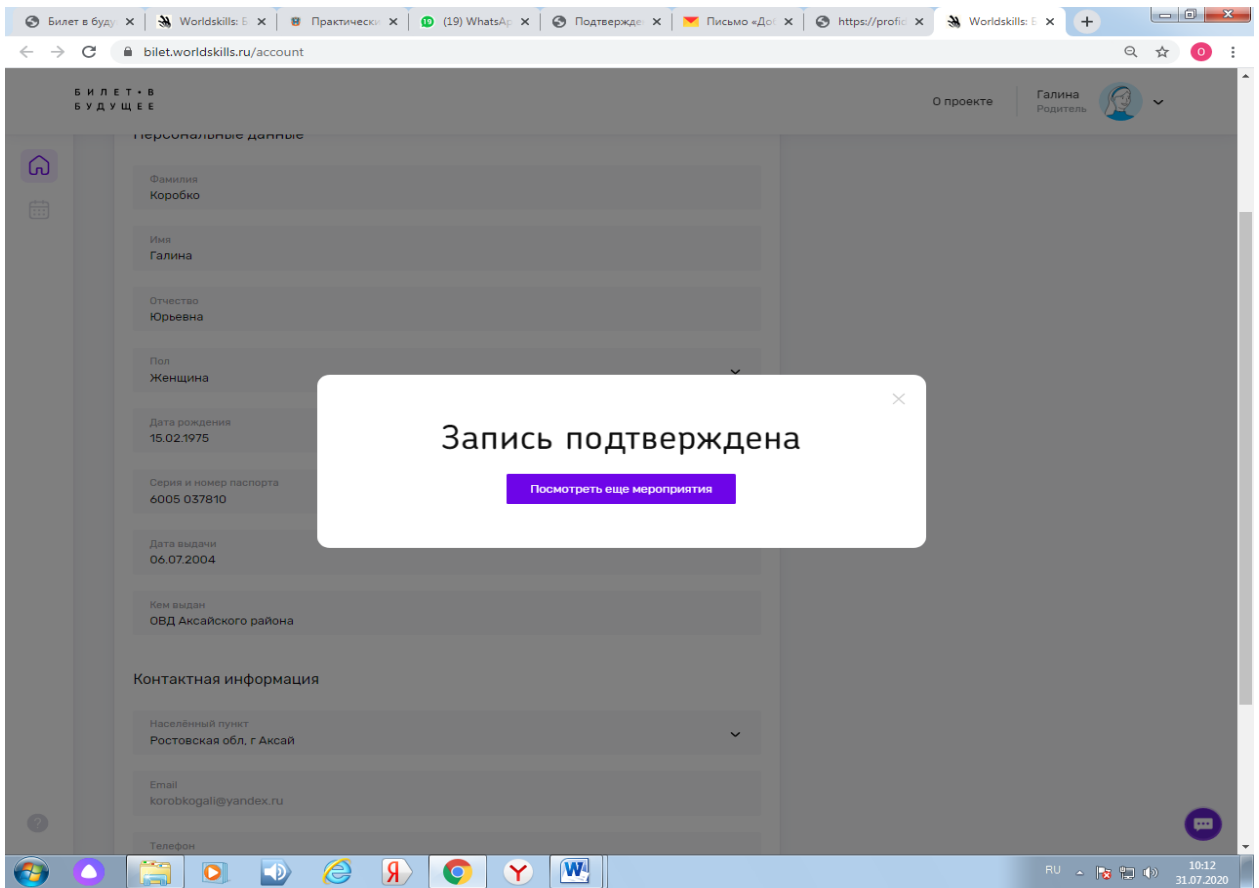 Билет в буду
Worldskills: Б
Практически
(19) WhatsAp
Подтвержде
Письмо «Доб
https://profid
Worldskills: Б
bilet.worldskills.ru/account
БИЛЕТ•В
БУДУЩЕЕ
О проекте
Галина
Родитель
Персональные данные
Фамилия
Коробко
Имя
Галина
Отчество
Юрьевна
Пол
Женщина
Дата рождения
15.02.1975
Серия и номер паспорта
6005 037810
Дата выдачи
06.07.2004
Кем выдан
ОВД Аксайского района
Запись подтверждена
Посмотреть еще мероприятия
Контактная информация
Населённый пункт
Ростовская обл, г Аксай
Email
korobkogali@yandex.ru
Телефон
RU
10:12
31.07.2020